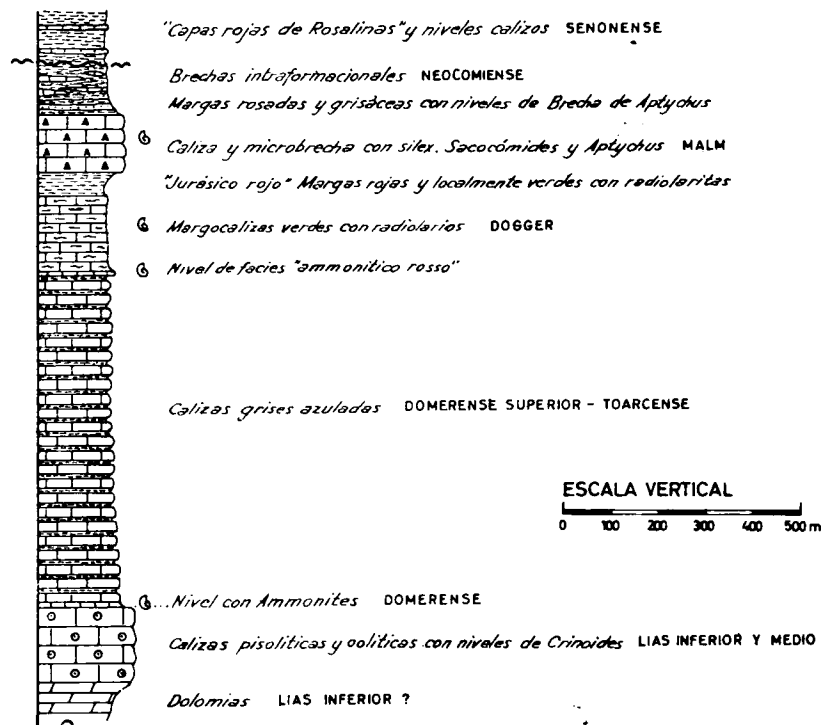 "Capas rojas de Rosalinas" y niveles calizos SENONENSE
Brechas intraformacionales NEOCOMIENSE
Margas rosadas y grisáceas con niveles de Brecha de Aptychus
Caliza y microbrecha con silex. Sacocómides y Aptychus MALM
"Jurásico rojo" Margas rojas y localmente verdes con radiolaritas
Margocalizas verdes con radiolarios DOGGER
Nivel de facies "ammonitico rosso"
Calizas grises azuladas DOMERENSE SUPERIOR - TOARCENSE
ESCALA VERTICAL
0 100 200 300 400 500 m
...Nivel con Ammonites DOMERENSE
Calizas pisolíticas y oolíticas con niveles de Crinoides LIAS INFERIOR Y MEDIO
Dolomias LIAS INFERIOR ?